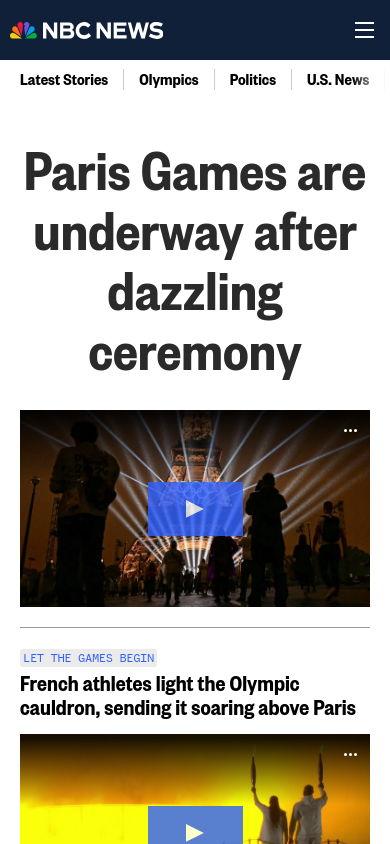 NBC NEWS
Latest Stories
Olympics
Politics
U.S. News
Paris Games are
underway after
dazzling
ceremony
LET THE GAMES BEGIN
French athletes light the Olympic
cauldron, sending it soaring above Paris